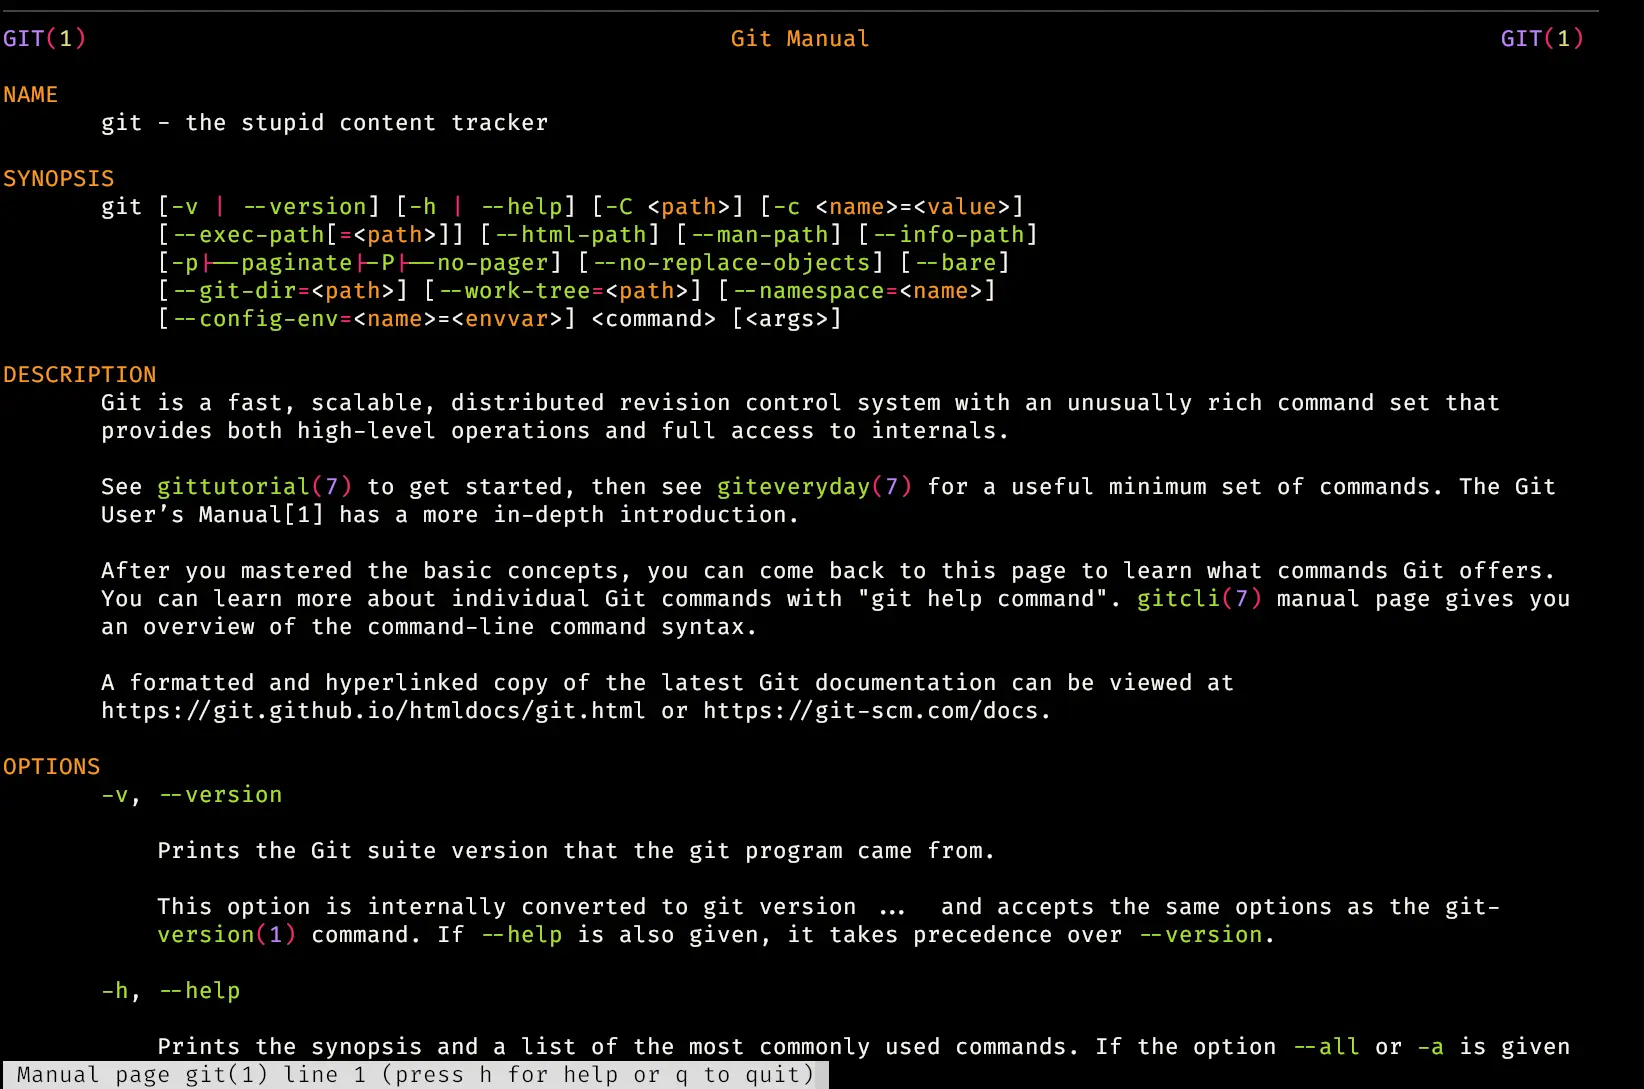 GIT(1)                                              Git Manual                                             GIT(1)
NAME
git - the stupid content tracker
SYNOPSIS
git [-v | --version] [-h | --help] [-C <path>] [-c <name>=<value>]
[--exec-path[=<path>]] [--html-path] [--man-path] [--info-path]
[-p|--paginate|-P|--no-pager] [--no-replace-objects] [--bare]
[--git-dir=<path>] [--work-tree=<path>] [--namespace=<name>]
[--config-env=<name>=<envvar>] <command> [<args>]
DESCRIPTION
Git is a fast, scalable, distributed revision control system with an unusually rich command set that
provides both high-level operations and full access to internals.
See gittutorial(7) to get started, then see giteveryday(7) for a useful minimum set of commands. The Git
User’s Manual[1] has a more in-depth introduction.
After you mastered the basic concepts, you can come back to this page to learn what commands Git offers.
You can learn more about individual Git commands with "git help command". gitcli(7) manual page gives you
an overview of the command-line command syntax.
A formatted and hyperlinked copy of the latest Git documentation can be viewed at
https://git.github.io/htmldocs/git.html or https://git-scm.com/docs.
OPTIONS
-v, --version
Prints the Git suite version that the git program came from.
This option is internally converted to git version ... and accepts the same options as the git-
version(1) command. If --help is also given, it takes precedence over --version.
-h, --help
Prints the synopsis and a list of the most commonly used commands. If the option --all or -a is given
Manual page git(1) line 1 (press h for help or q to quit)